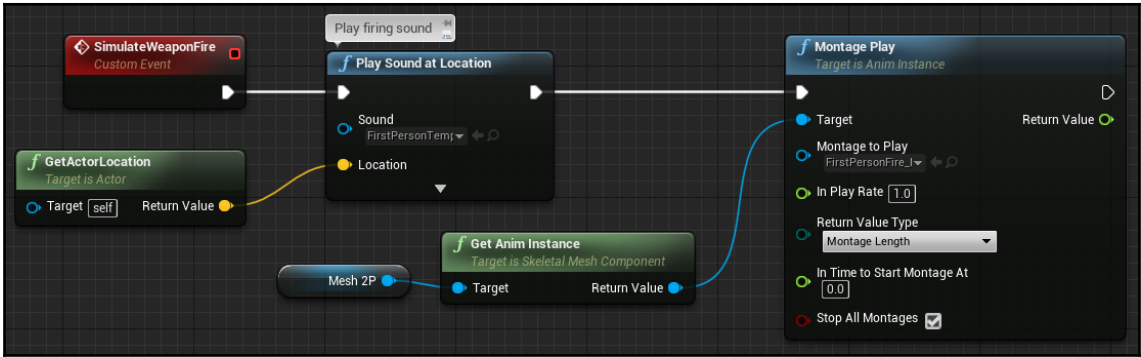 SimulateWeaponFire
Custom Event
Play firing sound
Play Sound at Location
Sound
FirstPersonTemp
Location
GetActorLocation
Target is Actor
Target self Return Value
Get Anim Instance
Target is Skeletal Mesh Component
Target Return Value
Mesh 2P
Montage Play
Target is Anim Instance
Target Return Value
Montage to Play
FirstPersonFire_
In Play Rate 1.0
Return Value Type
Montage Length
In Time to Start Montage At
0.0
Stop All Montages